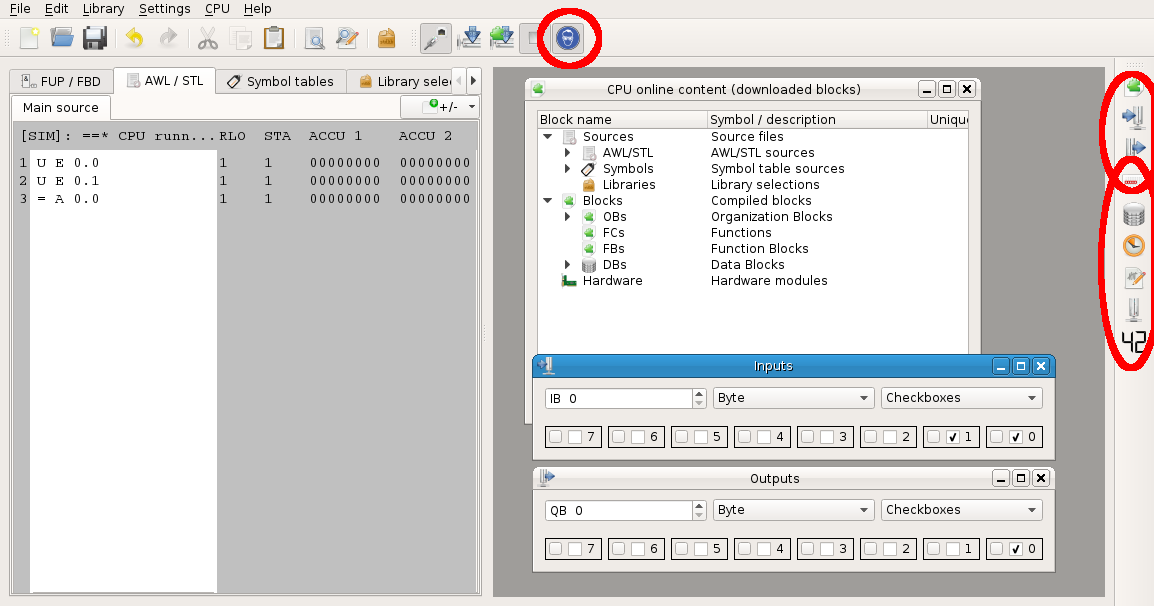 File Edit Library Settings CPU Help
FUP / FBD AWL / STL Symbol tables Library sele
Main source +/-
[SIM]: ==* CPU runn... RLO STA ACCU 1 ACCU 2
1 U E 0.0 1 1 00000000 00000000
2 U E 0.1 1 1 00000000 00000000
3 = A 0.0 1 1 00000000 00000000
CPU online content (downloaded blocks)
Block name Symbol / description Uniqu
Sources Source files
AWL/STL AWL/STL sources
Symbols Symbol table sources
Libraries Library selections
Blocks Compiled blocks
OBs Organization Blocks
FCs Functions
FBs Function Blocks
DBs Data Blocks
Hardware Hardware modules
Inputs
IB 0 Byte Checkboxes
7 6 5 4 3 2 1 0
Outputs
QB 0 Byte Checkboxes
7 6 5 4 3 2 1 0
42